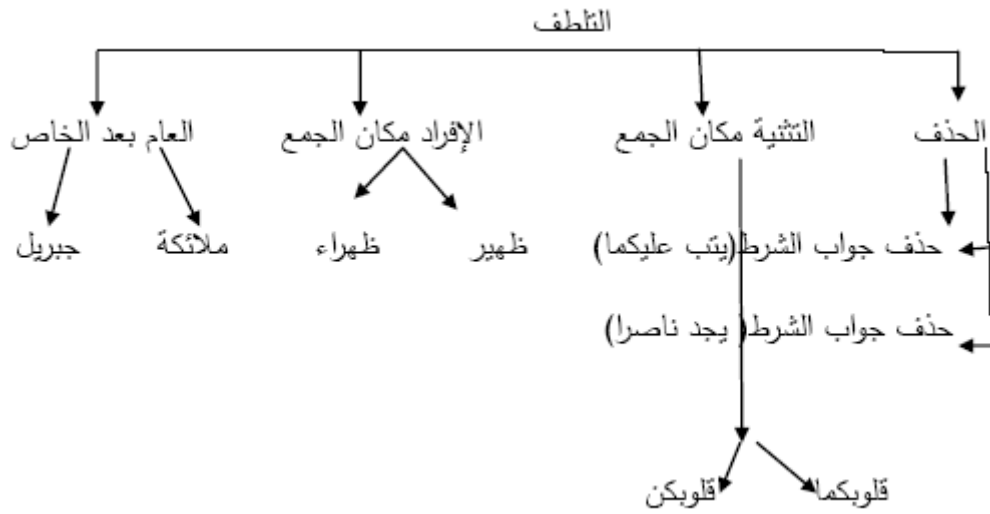 التلطف
الحذف التثنية مكان الجمع الإفراد مكان الجمع العام بعد الخاص
حذف جواب الشرط(يتب عليكما) ظهير ظهراء ملائكة جبريل
حذف جواب الشرط( يجد ناصرا)
قلوبكما قلوبكن